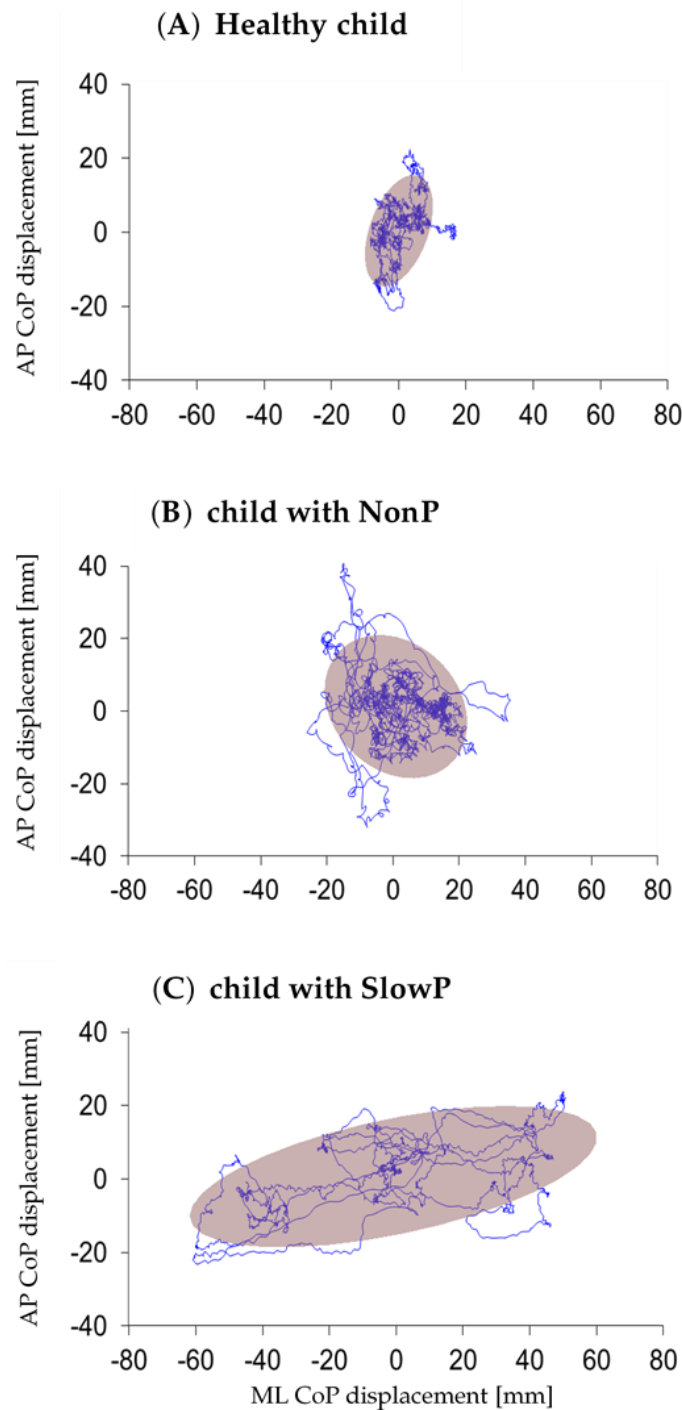 (A) Healthy child
AP CoP displacement [mm]
40
20
0
-20
-40
-80 -60 -40 -20 0 20 40 60 80
(B) child with NonP
AP CoP displacement [mm]
40
20
0
-20
-40
-80 -60 -40 -20 0 20 40 60 80
(C) child with SlowP
AP CoP displacement [mm]
40
20
0
-20
-40
-80 -60 -40 -20 0 20 40 60 80
ML CoP displacement [mm]